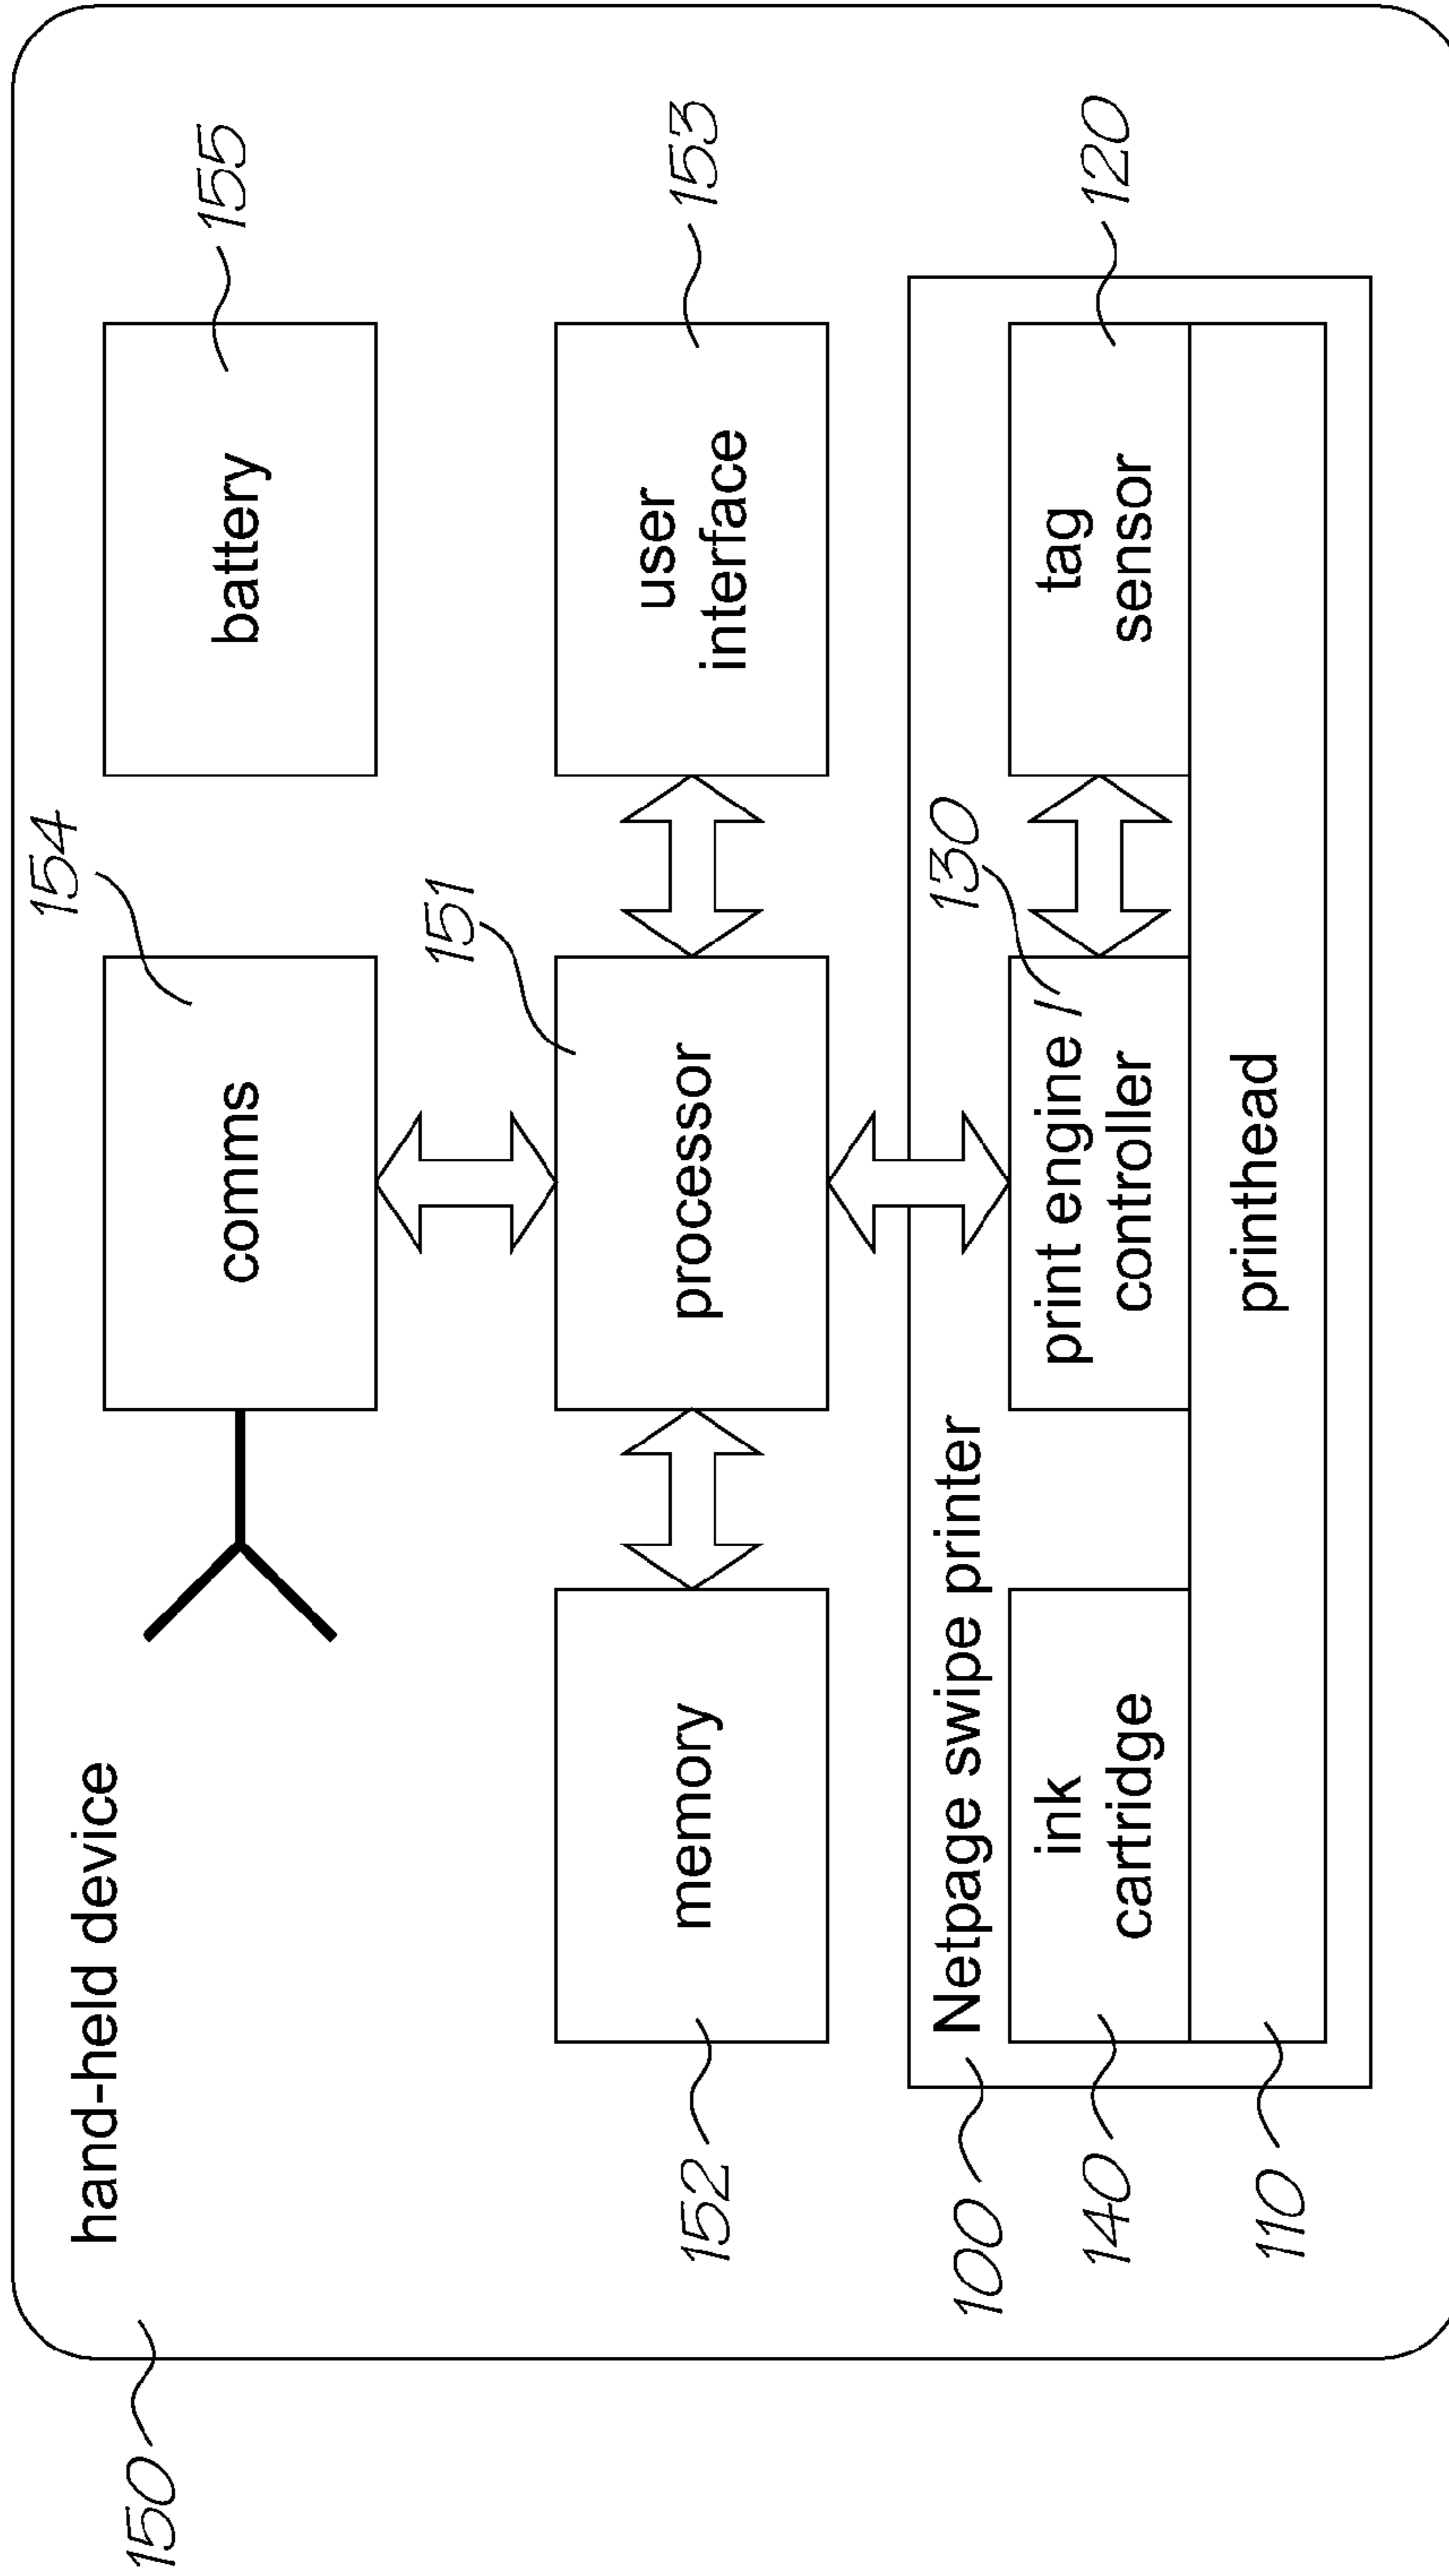 hand-held device
150
154
comms
battery
155
151
152
memory
processor
user
interface
153
100
Netpage swipe printer
130
140
ink
cartridge
print engine /
controller
tag
sensor
120
110
printhead